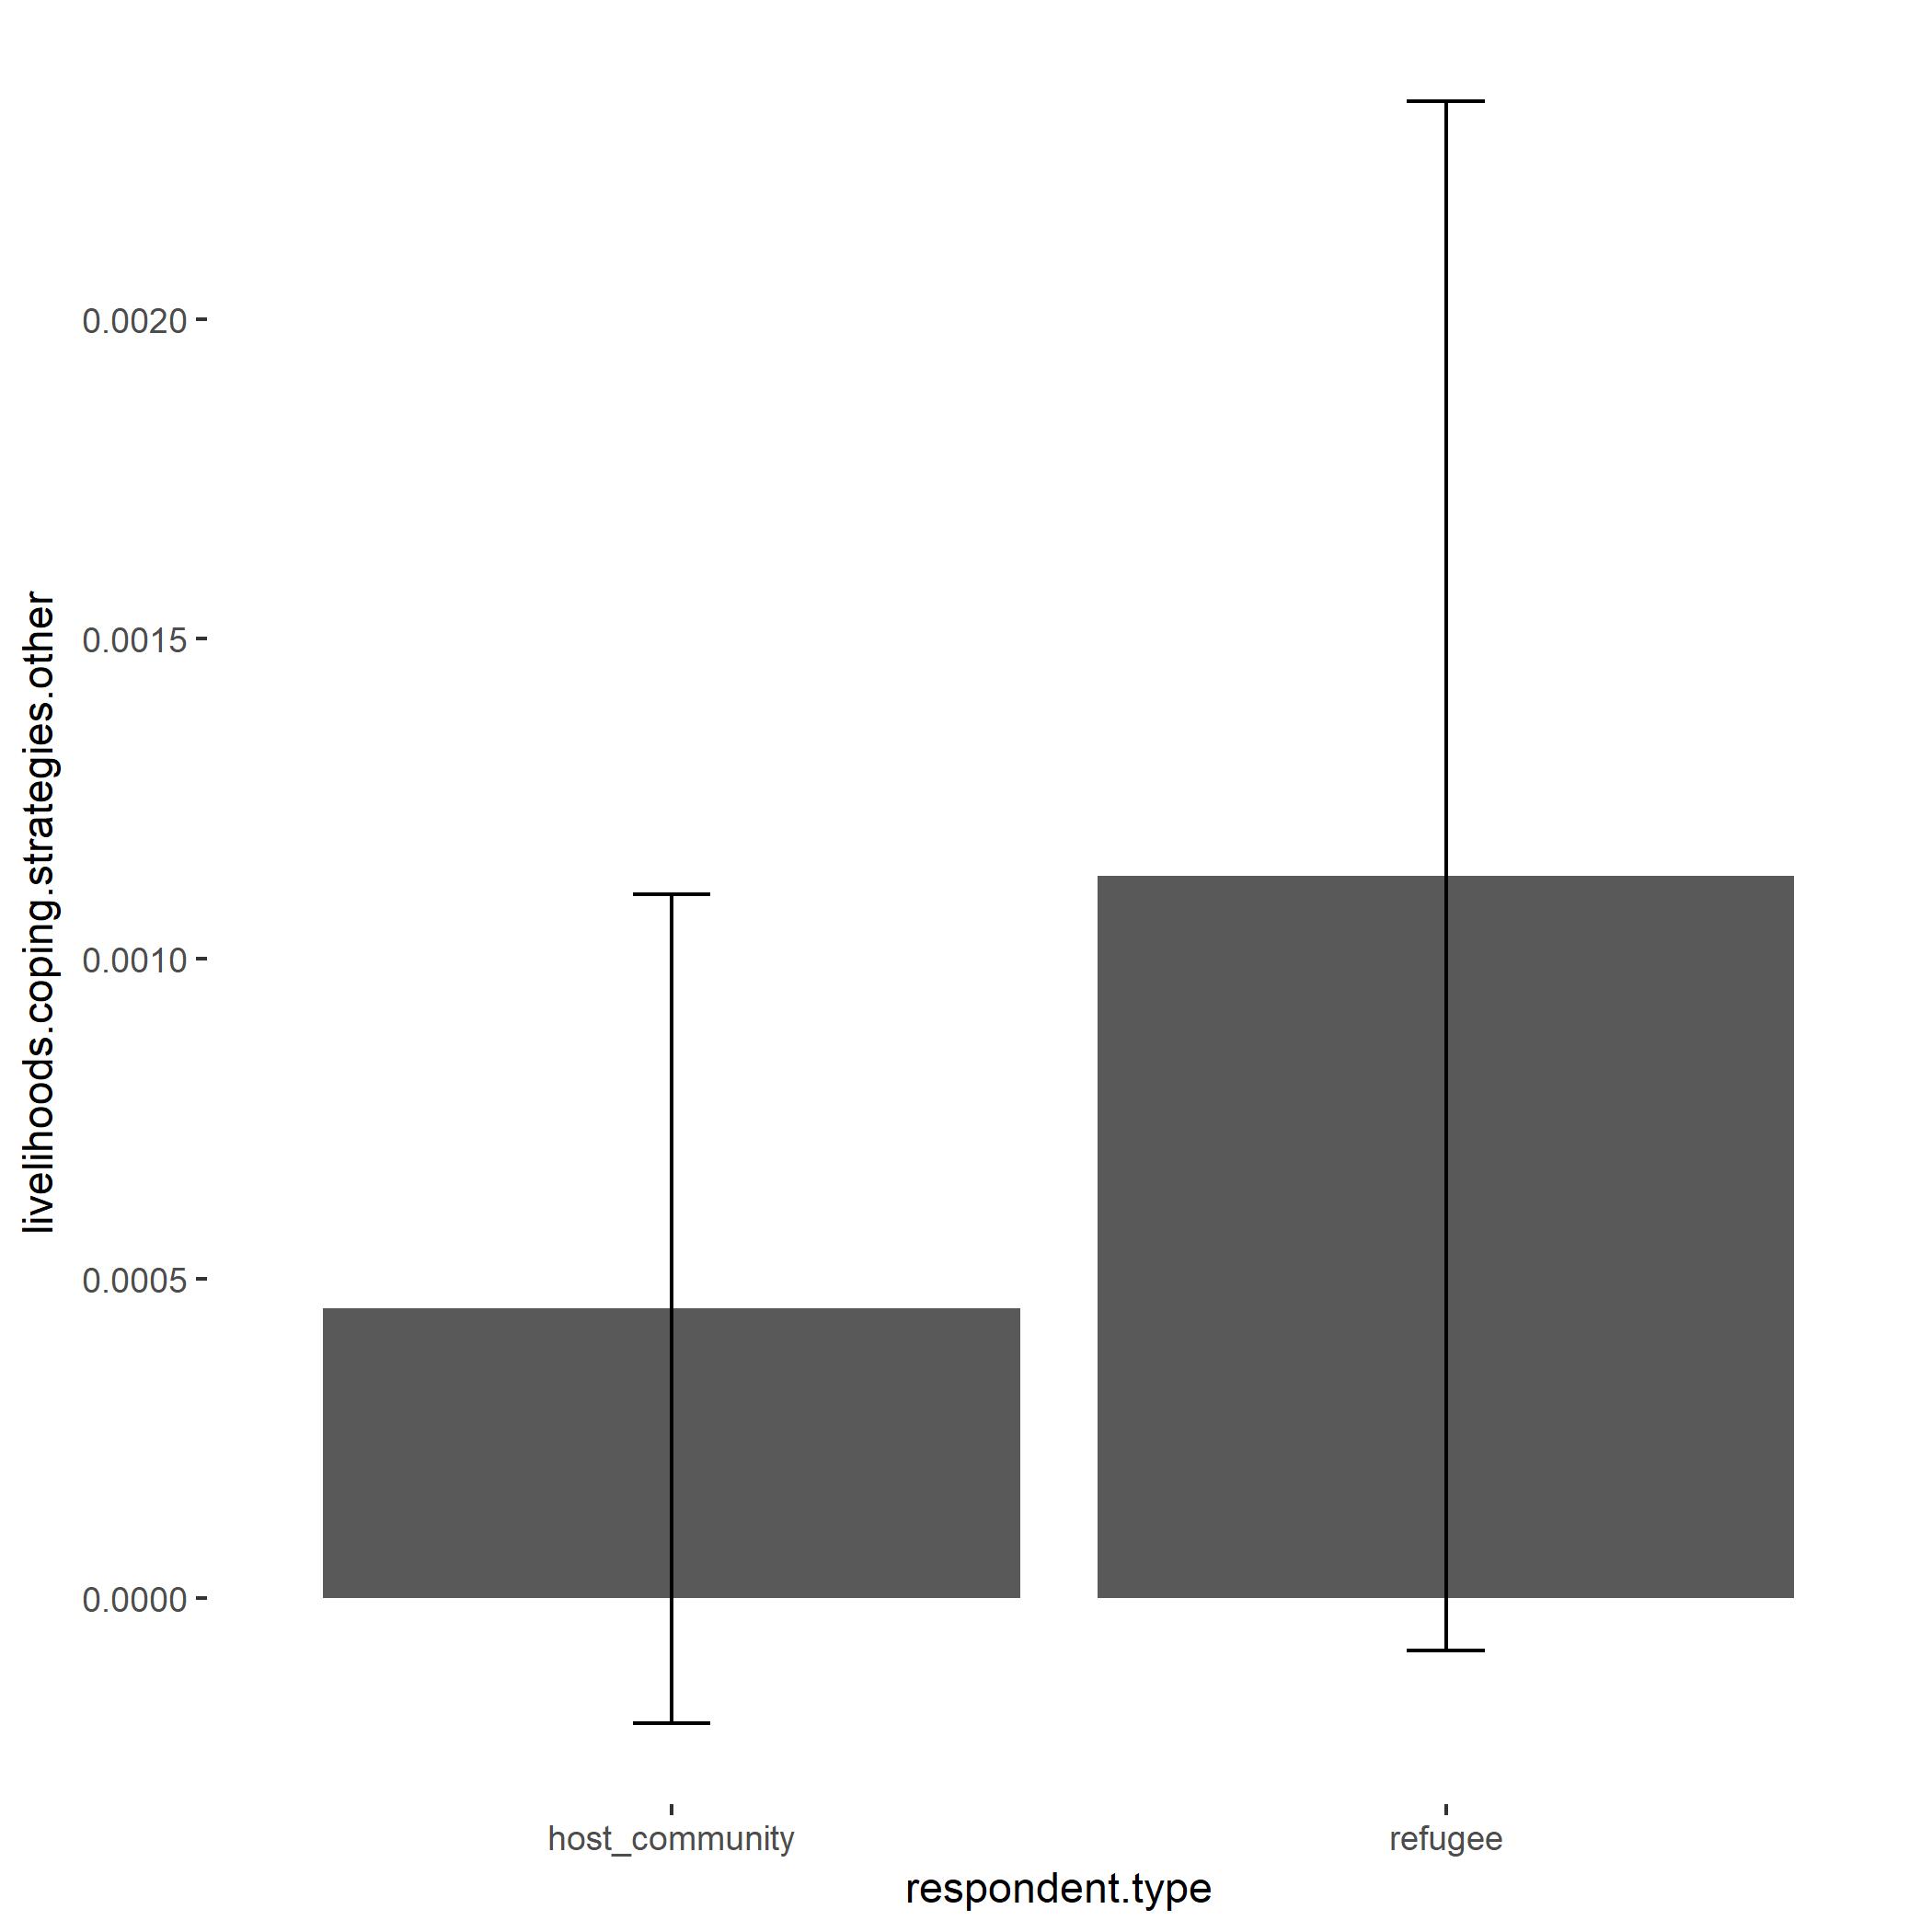 livelihoods.coping.strategies.other
0.0020
0.0015
0.0010
0.0005
0.0000
host_community
refugee
respondent.type